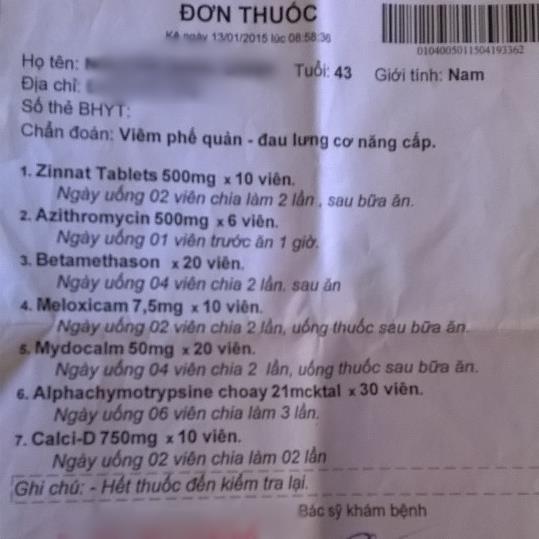 ĐƠN THUỐC
Kê ngày 13/01/2015 lúc 08:58:36
0104005011504193362
Họ tên:
Tuổi: 43 Giới tính: Nam
Địa chỉ:
Số thẻ BHYT:
Chẩn đoán: Viêm phế quản - đau lưng cơ năng cấp.
1. Zinnat Tablets 500mg x 10 viên.
Ngày uống 02 viên chia làm 2 lần , sau bữa ăn.
2. Azithromycin 500mg x 6 viên.
Ngày uống 01 viên trước ăn 1 giờ.
3. Betamethason x 20 viên.
Ngày uống 04 viên chia 2 lần. sau ăn
4. Meloxicam 7,5mg x 10 viên.
Ngày uống 02 viên chia 2 lần, uống thuốc sau bữa ăn.
5. Mydocalm 50mg x 20 viên.
Ngày uống 04 viên chia 2 lần, uống thuốc sau bữa ăn.
6. Alphachymotrypsine choay 21mcktal x 30 viên.
Ngày uống 06 viên chia làm 3 lần.
7. Calci-D 750mg x 10 viên.
Ngày uống 02 viên làm 02 lần
Ghi chú: - Hết thuốc đến kiểm tra lại.
Bác sỹ khám bệnh